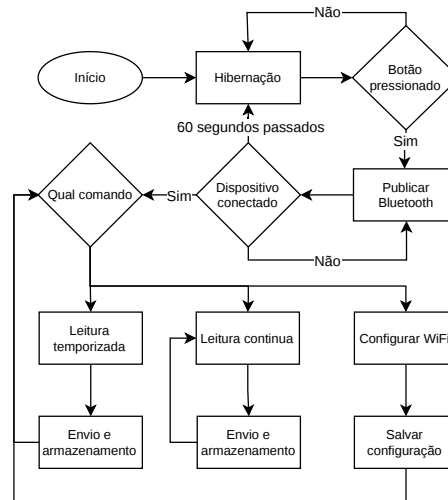 Não
Início
Hibernação
Botão
pressionado
60 segundos passados
Sim
Qual comando
Sim
Dispositivo
conectado
Publicar
Bluetooth
Não
Leitura
temporizada
Leitura continua
Configurar WiFi
Envio e
armazenamento
Envio e
armazenamento
Salvar
configuração